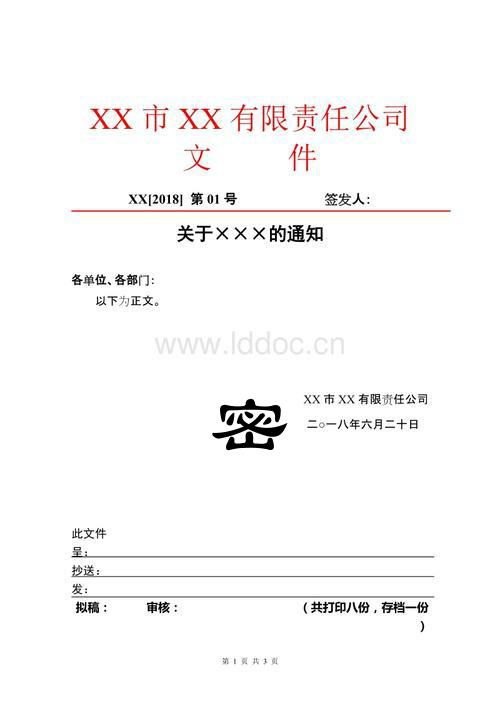 XX 市 XX 有限责任公司
文 件
XX[2018] 第 01 号 签发人：
关于×××的通知
各单位、各部门：
以下为正文。
www.lddoc.cn
XX 市 XX 有限责任公司
密
二○一八年六月二十日
此文件
呈：
抄送：
发：
拟稿： 审核： （共打印八份，存档一份
）
第 1 页 共 3 页